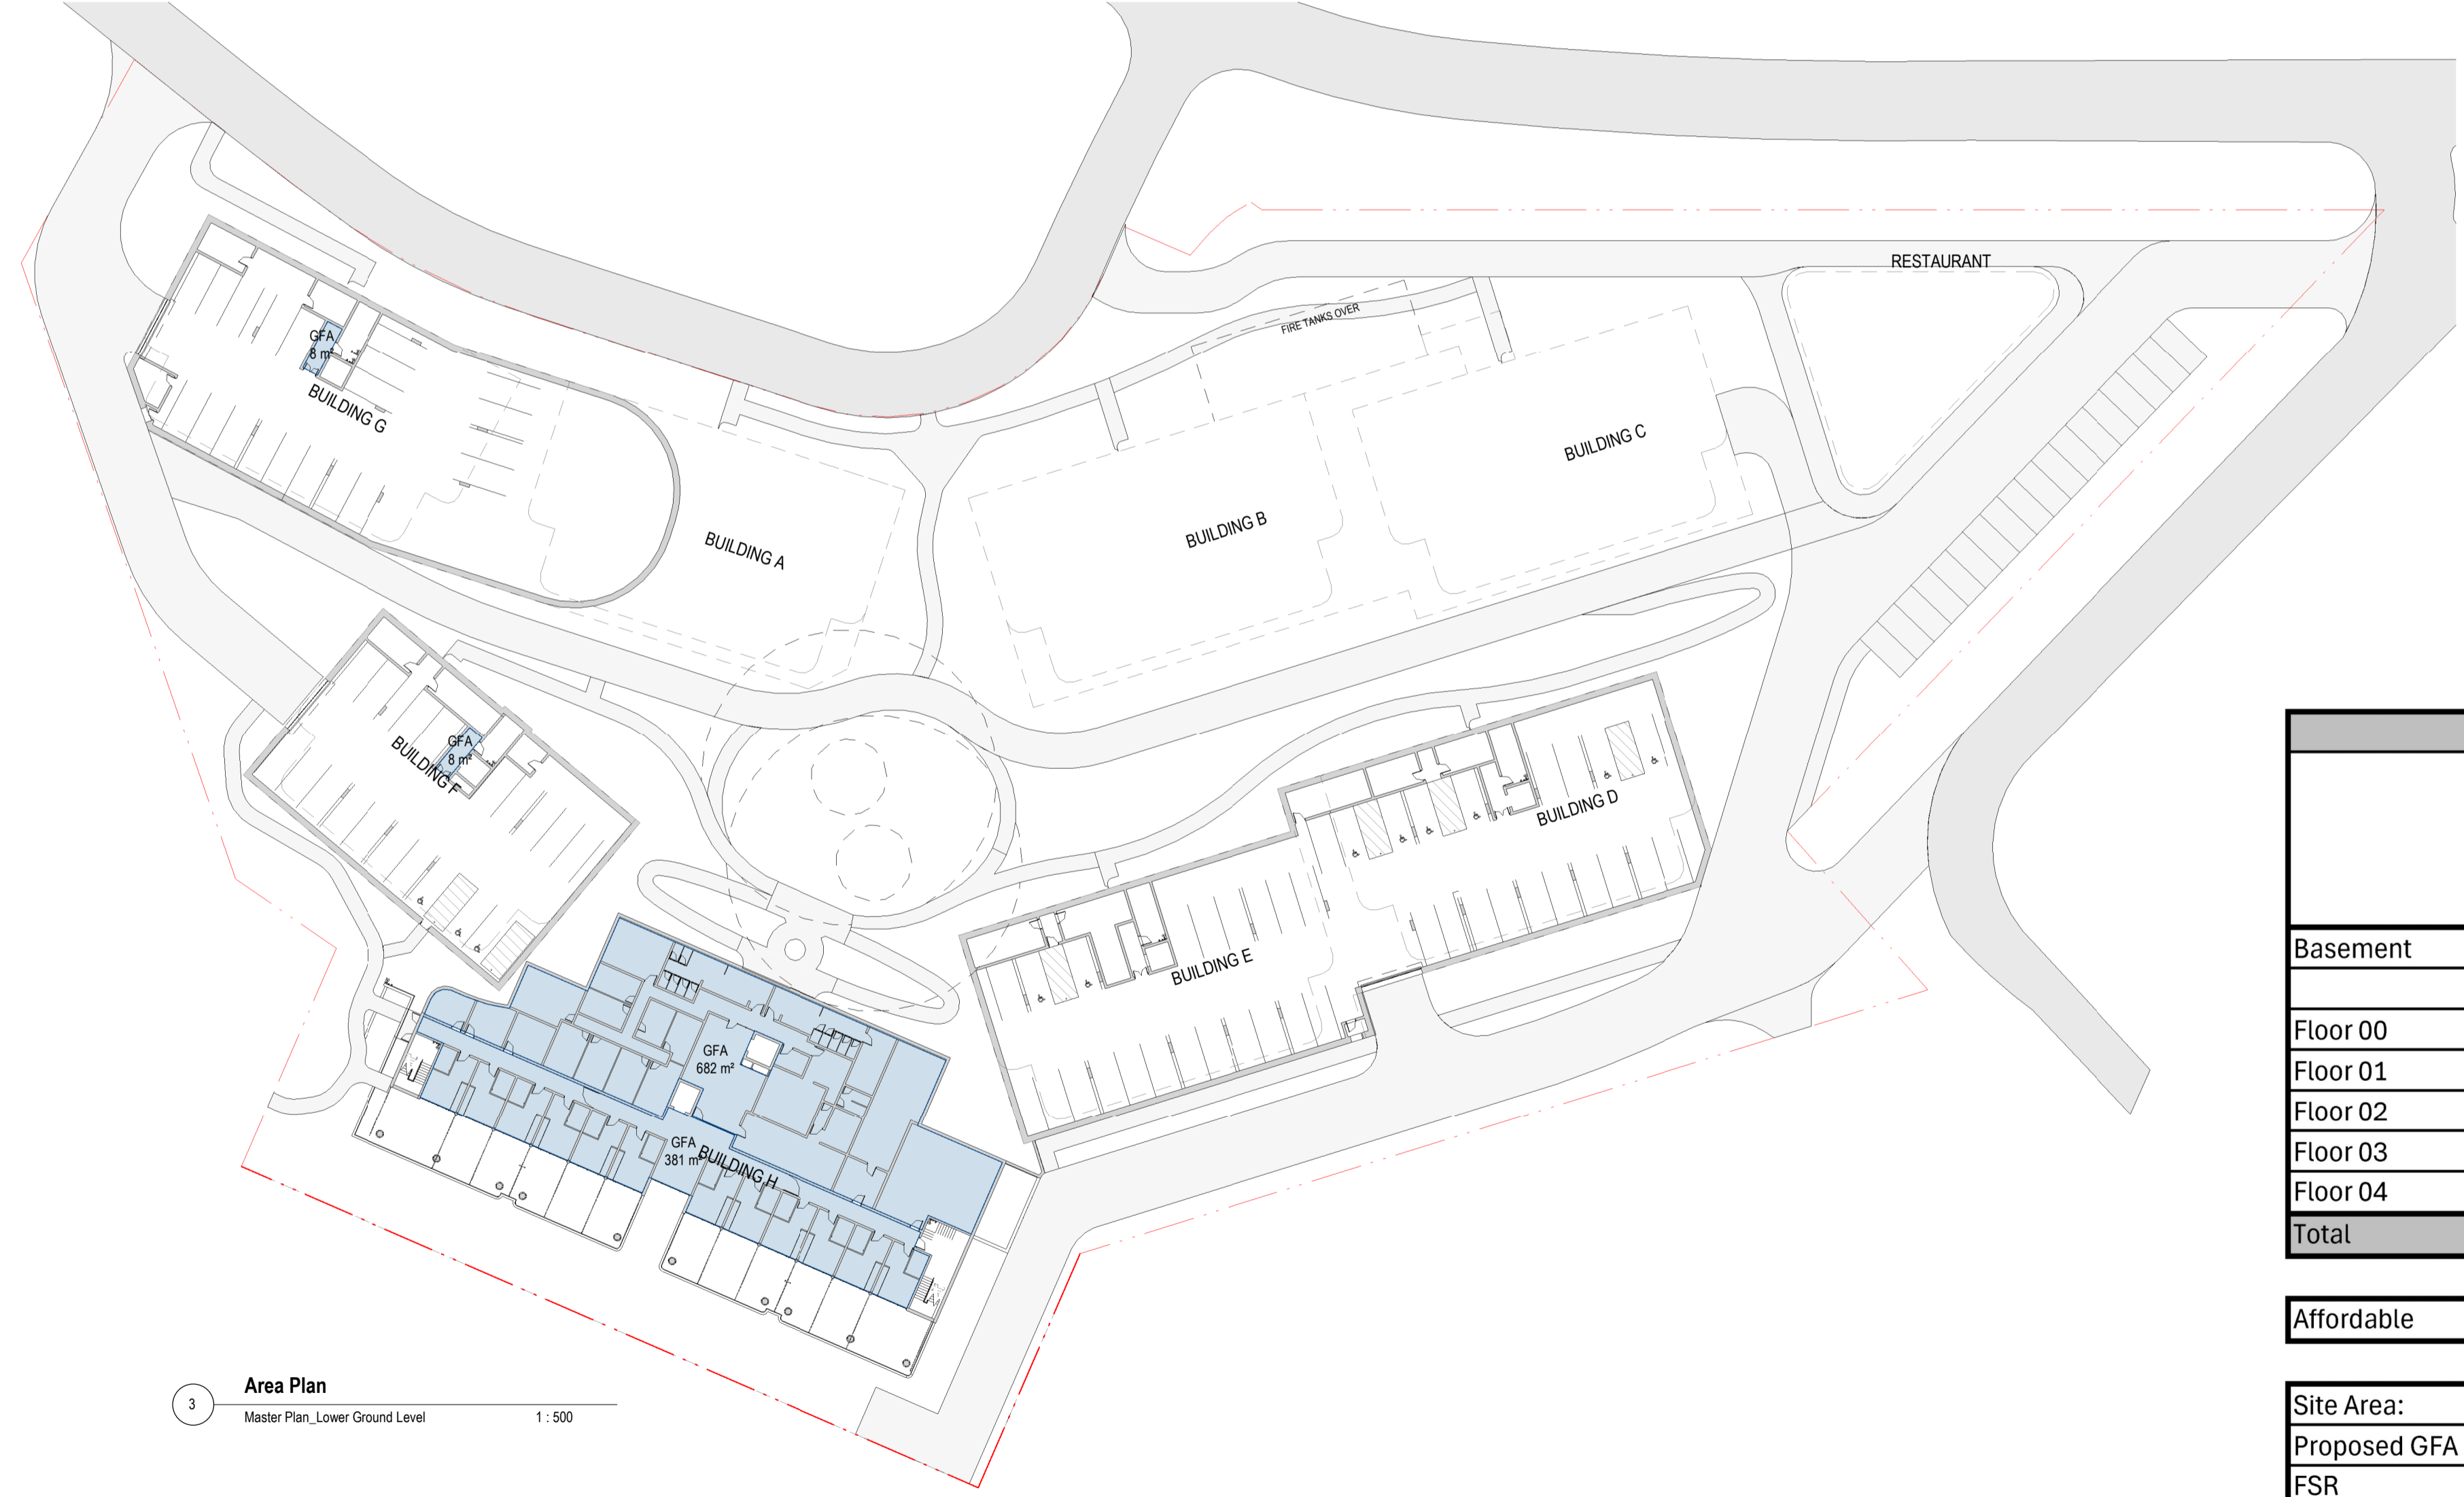 RESTAURANT
FIRE TANKS OVER
GFA
8 m²
BUILDING G
BUILDING C
BUILDING B
BUILDING A
GFA
8 m²
BUILDING F
BUILDING D
BUILDING E
GFA
682 m²
GFA
381 m²
BUILDING H
3
Area Plan
Master Plan_Lower Ground Level
1 : 500
Basement
Floor 00
Floor 01
Floor 02
Floor 03
Floor 04
Total
Affordable
Site Area:
Proposed GFA
FSR